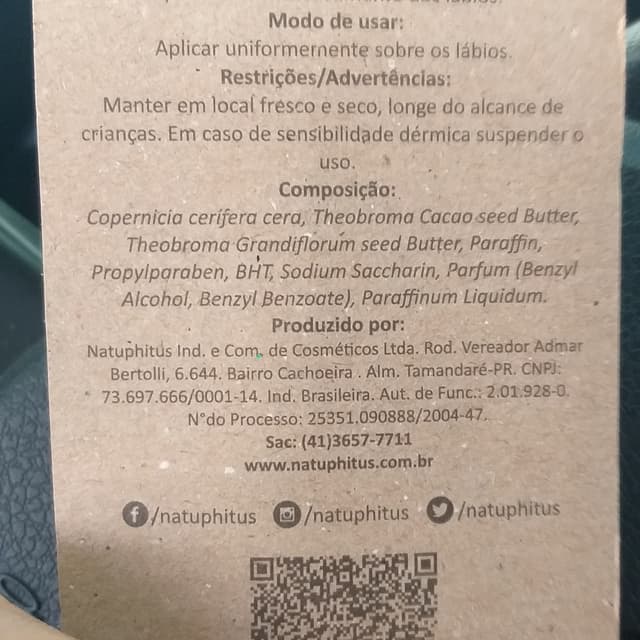 lábios.
Modo de usar:
Aplicar uniformemente sobre os lábios.
Restrições/Advertências:
Manter em local fresco e seco, longe do alcance de
crianças. Em caso de sensibilidade dérmica suspender o
uso.
Composição:
Copernicia cerífera cera, Theobroma Cacao seed Butter,
Theobroma Grandiflorum seed Butter, Paraffin,
Propylparaben, BHT, Sodium Saccharin, Parfum (Benzyl
Alcohol, Benzyl Benzoate), Paraffinum Liquidum.
Produzido por:
Natuphitus Ind. e Com. de Cosméticos Ltda. Rod. Vereador Admar
Bertolli, 6.644. Bairro Cachoeira . Alm. Tamandaré-PR. CNPJ:
73.697.666/0001-14. Ind. Brasileira. Aut. de Func.: 2.01.928-0.
N°do Processo: 25351.090888/2004-47.
Sac: (41)3657-7711
www.natuphitus.com.br
/natuphitus /natuphitus /natuphitus